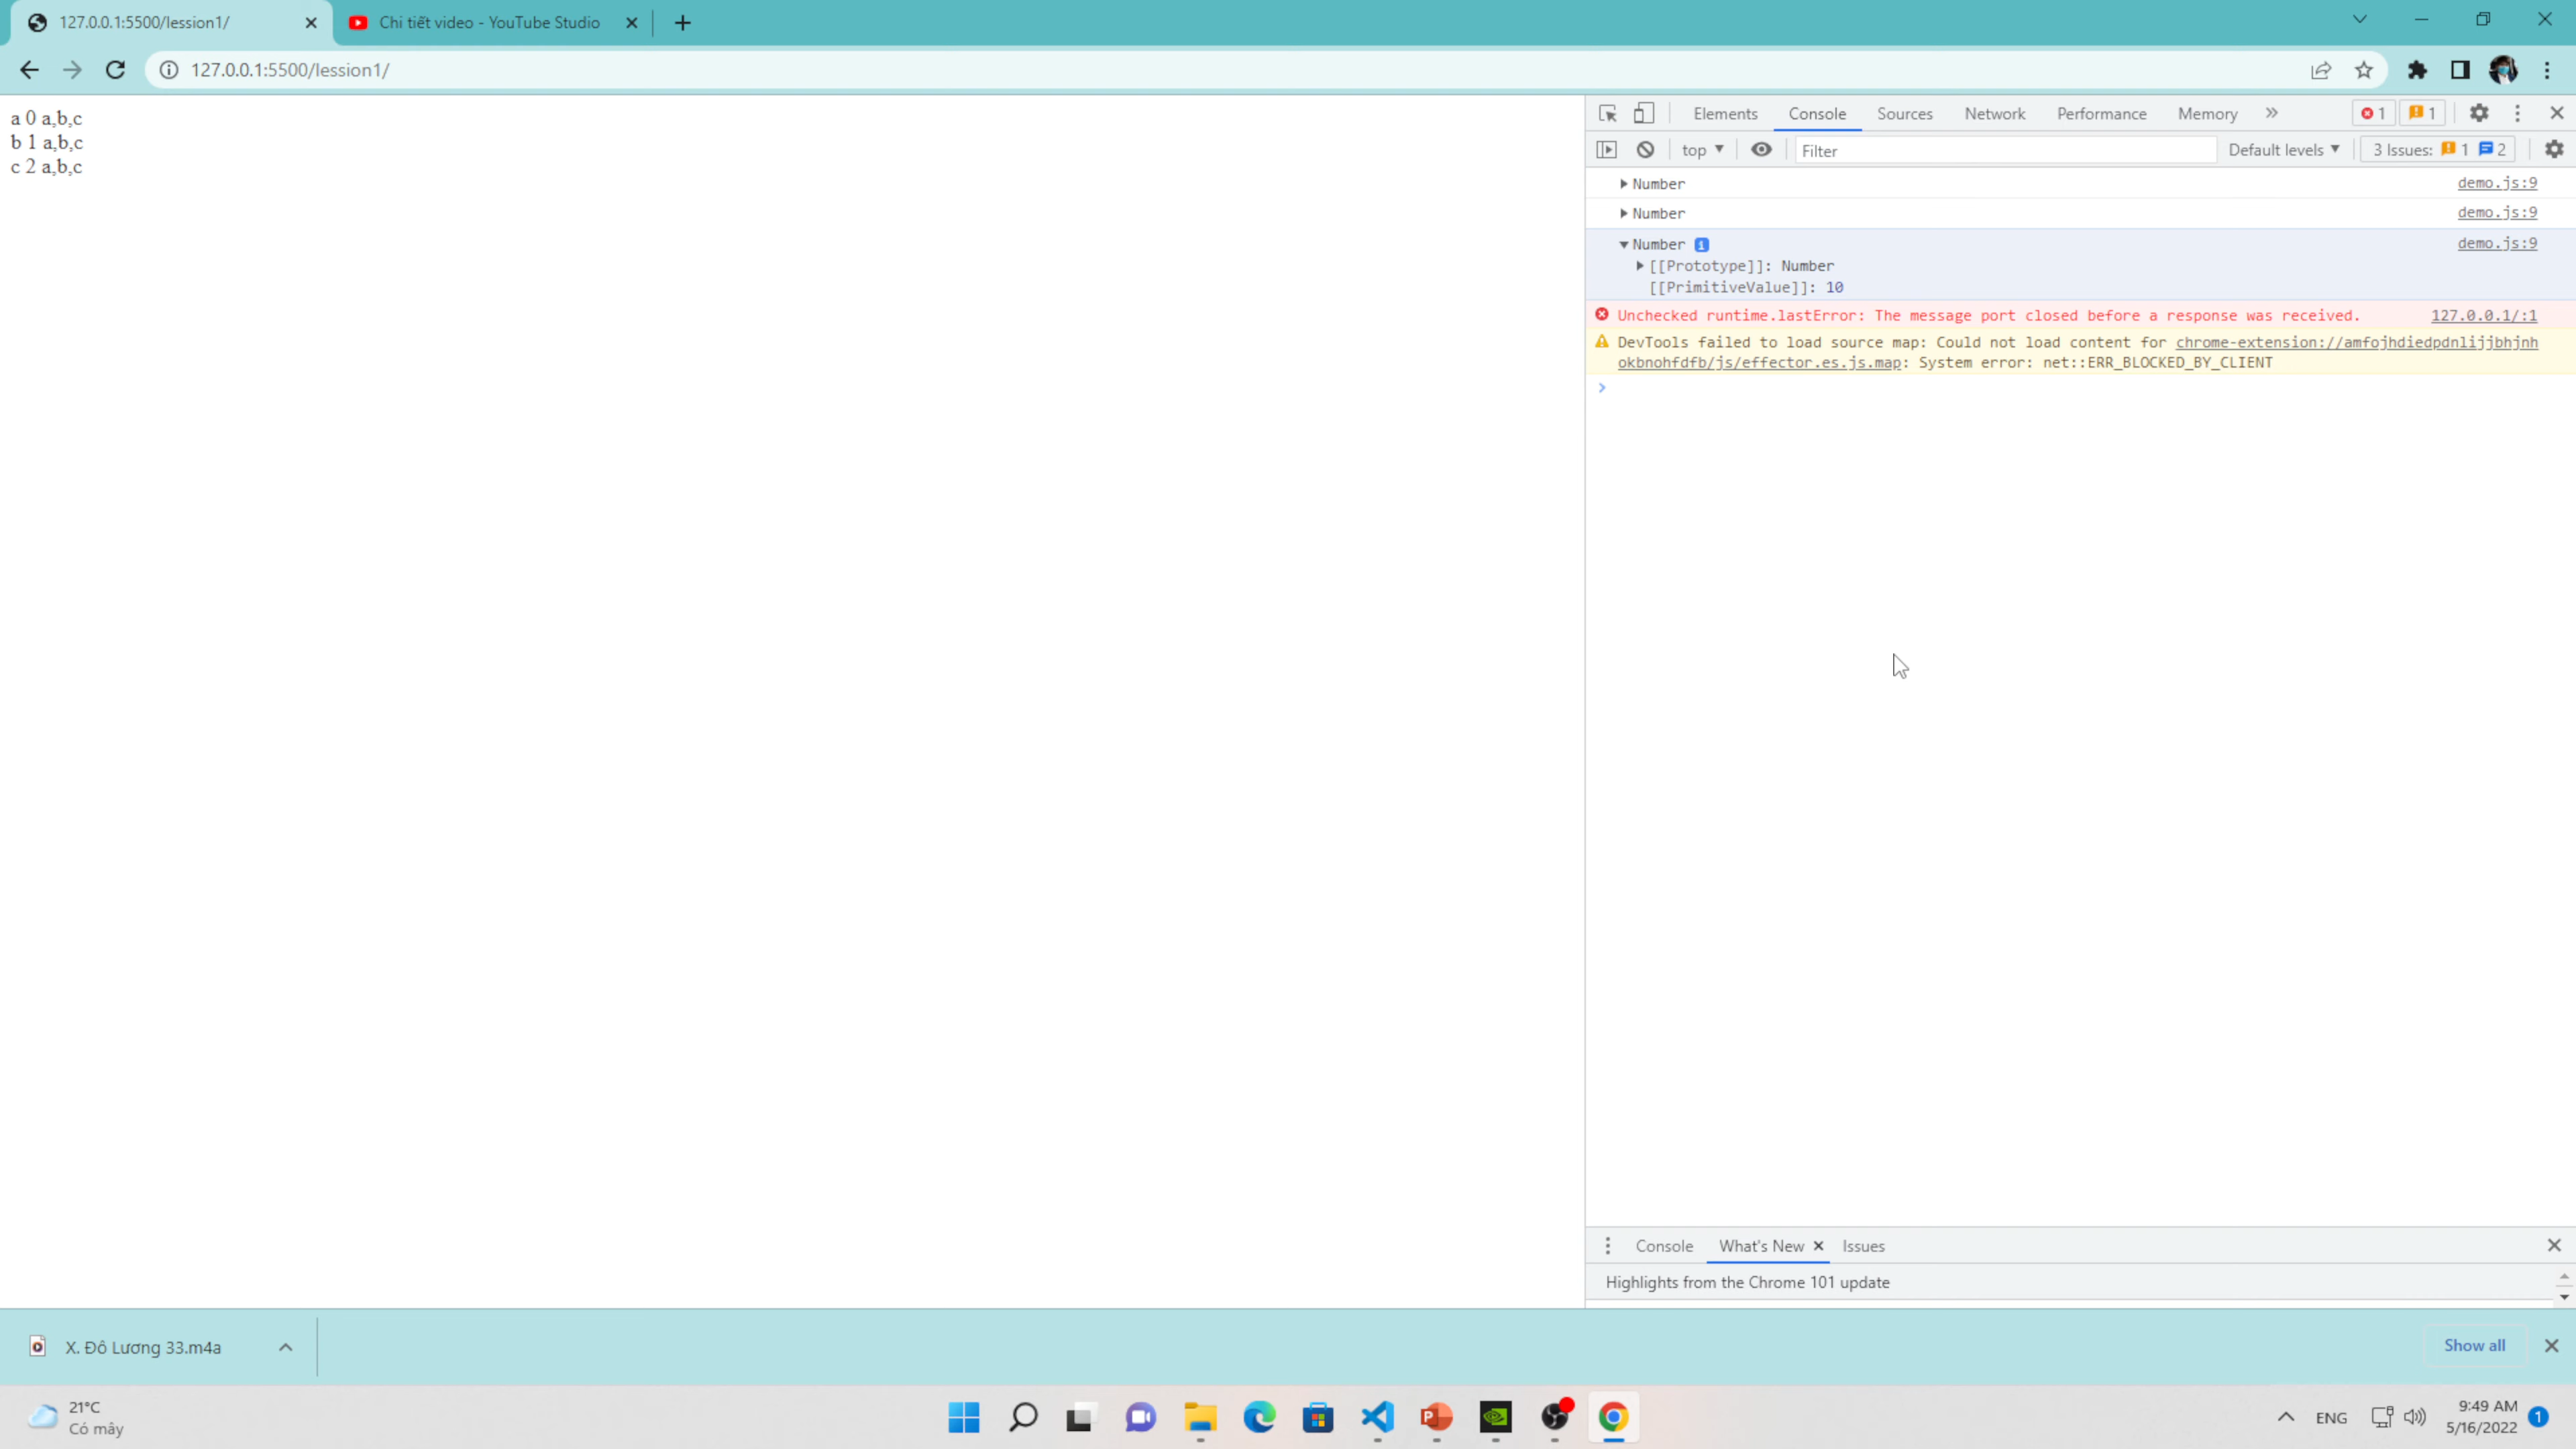 127.0.0.1:5500/lession1/
Chi tiết video - YouTube Studio
127.0.0.1:5500/lession1/
a 0 a,b,c
b 1 a,b,c
c 2 a,b,c
Elements Console Sources Network Performance Memory 1 1
top Filter Default levels 3 Issues: 1 2
Number demo.js:9
Number demo.js:9
Number i demo.js:9
[[Prototype]]: Number
[[PrimitiveValue]]: 10
Unchecked runtime.lastError: The message port closed before a response was received. 127.0.0.1/:1
DevTools failed to load source map: Could not load content for chrome-extension://amfojhdiedpdnlijjbhjnh
okbnohfdfb/js/effector.es.js.map: System error: net::ERR_BLOCKED_BY_CLIENT
Console What's New Issues
Highlights from the Chrome 101 update
X. Đô Lương 33.m4a
Show all
21°C
Có mây
ENG
9:49 AM
5/16/2022
1